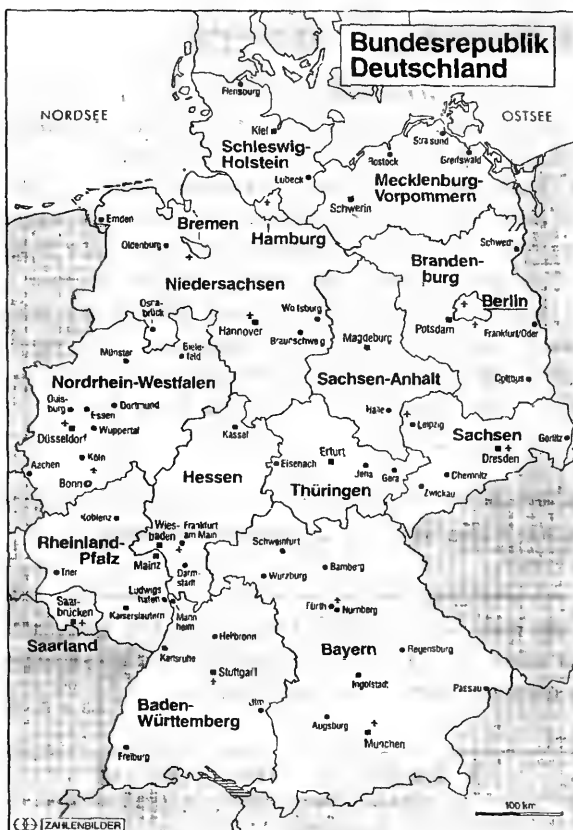 Bundesrepublik
Deutschland
NORDSEE
OSTSEE
Flensburg
Kiel
Schleswig-
Holstein
Lübeck
Stralsund
Rostock
Greifswald
Mecklenburg-
Vorpommern
Schwerin
Emden
Bremen
Hamburg
Oldenburg
Niedersachsen
Schwedt
Branden-
burg
Berlin
Osna-
brück
Wolfsburg
Hannover
Braunschweig
Potsdam
Frankfurt/Oder
Magdeburg
Münster
Biele-
feld
Nordrhein-Westfalen
Sachsen-Anhalt
Cottbus
Duis-
burg
Essen
Dortmund
Düsseldorf
Wuppertal
Halle
Leipzig
Kassel
Sachsen
Görlitz
Dresden
Köln
Aachen
Bonn
Hessen
Erfurt
Eisenach
Jena
Gera
Thüringen
Chemnitz
Zwickau
Koblenz
Wies-
baden
Frankfurt
am Main
Rheinland-
Pfalz
Mainz
Darm-
stadt
Schweinfurt
Bamberg
Würzburg
Trier
Ludwigs
hafen
Mann
heim
Saar-
brücken
Kaiserslautern
Saarland
Fürth
Nürnberg
Heilbronn
Karlsruhe
Bayern
Regensburg
Stuttgart
Ingolstadt
Passau
Baden-
Württemberg
Ulm
Augsburg
München
Freiburg
100 km
ZAHLENBILDER